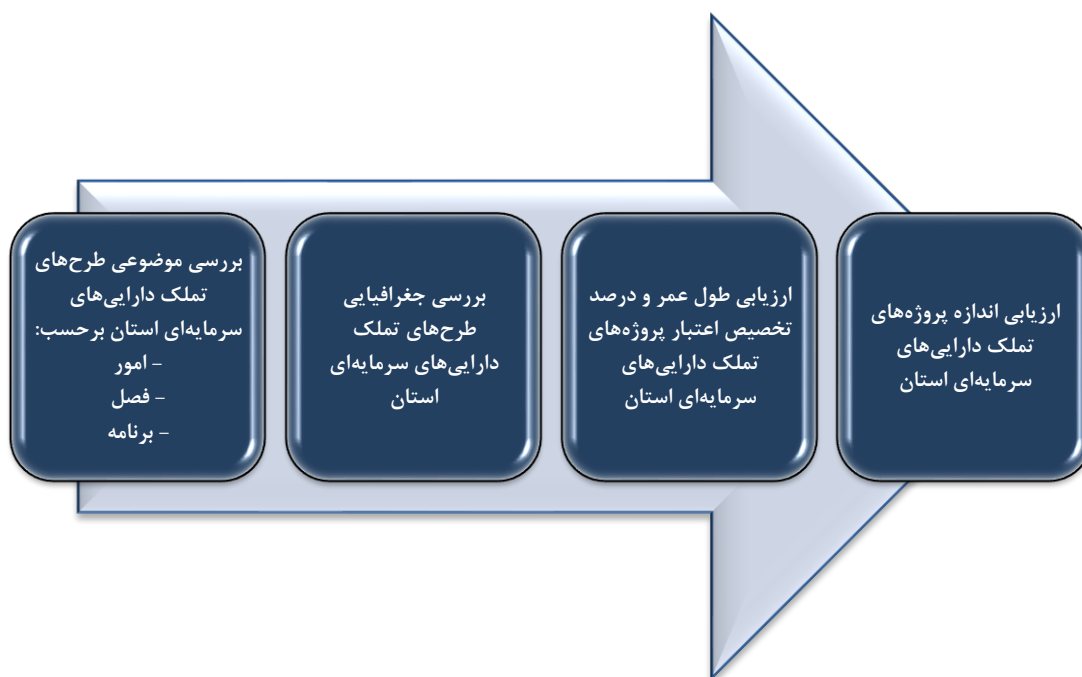 بررسی موضوعی طرح‌های
تملک دارایی‌های
سرمایه‌ای استان برحسب:
- امور
- فصل
- برنامه
بررسی جغرافیایی
طرح‌های تملک
دارایی‌های سرمایه‌ای
استان
ارزیابی طول عمر و درصد
تخصیص اعتبار پروژه‌های
تملک دارایی‌های
سرمایه‌ای استان
ارزیابی اندازه پروژه‌های
تملک دارایی‌های
سرمایه‌ای استان